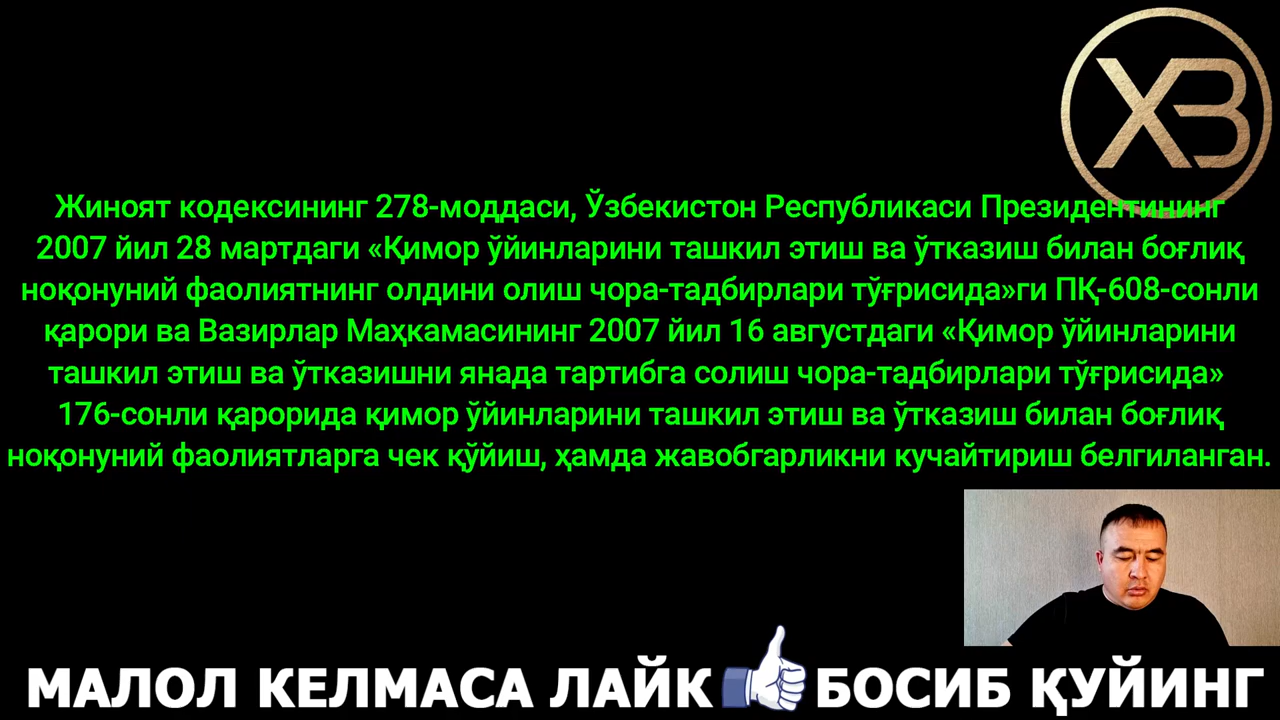 ХВ
Жиноят кодексининг 278-моддаси, Ўзбекистон Республикаси Президентининг
2007 йил 28 мартдаги «Қимор ўйинларини ташкил этиш ва ўтказиш билан боғлиқ
ноқонуний фаолиятнинг олдини олиш чора-тадбирлари тўғрисида»ги ПҚ-608-сонли
қарори ва Вазирлар Маҳкамасининг 2007 йил 16 августдаги «Қимор ўйинларини
ташкил этиш ва ўтказишни янада тартибга солиш чора-тадбирлари тўғрисида»
176-сонли қарорида қимор ўйинларини ташкил этиш ва ўтказиш билан боғлиқ
ноқонуний фаолиятларга чек қўйиш, ҳамда жавобгарликни кучайтириш белгиланган.
МАЛОЛ КЕЛМАСА ЛАЙК БОСИБ ҚУЙИНГ